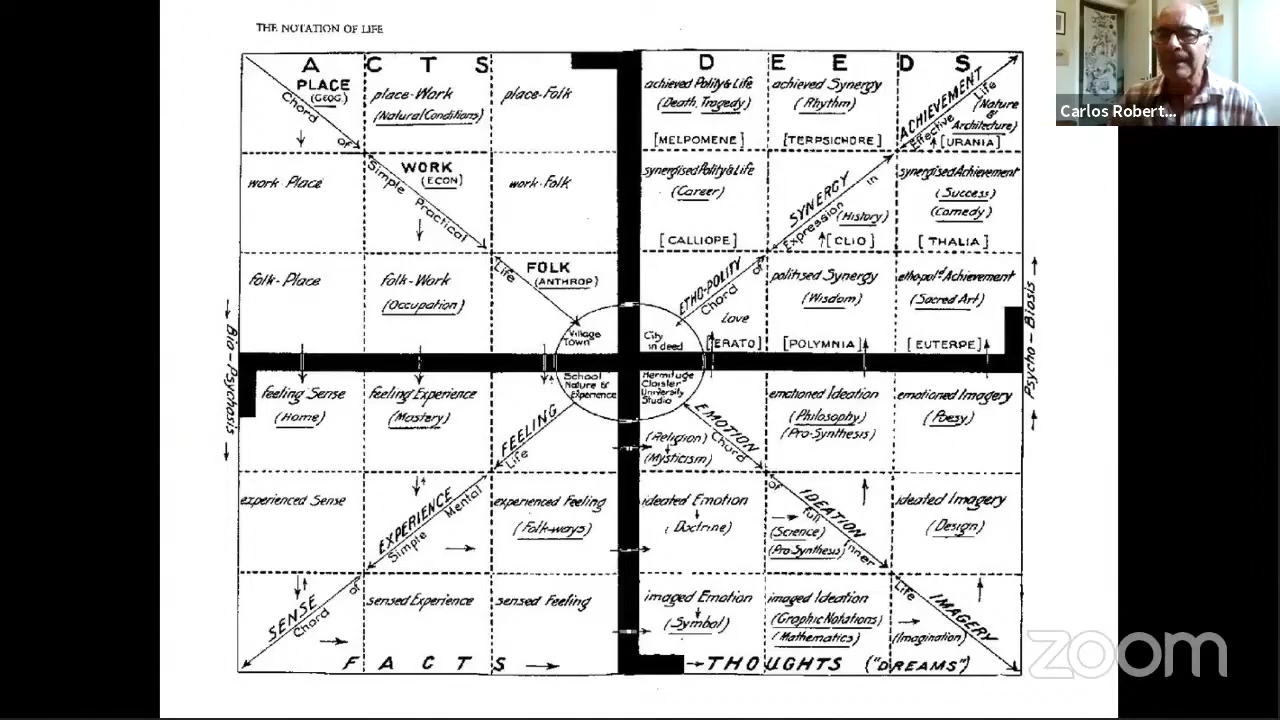 THE NOTATION OF LIFE
Carlos Robert...
A C T S
D E E D S
PLACE
(GEOG.)
Chord of Simple Practical Life
place-Work
(Natural Conditions)
place-Folk
achieved Polity & Life
(Death, Tragedy)
[MELPOMENE]
achieved Synergy
(Rhythm)
[TERPSICHORE]
ACHIEVEMENT
Chord of Expression in Effective Life
(Nature & Architecture)
[URANIA]
work-Place
WORK
(ECON)
work-Folk
synergised Polity & Life
(Career)
[CALLIOPE]
SYNERGY
(History)
[CLIO]
synergised Achievement
(Success)
(Comedy)
[THALIA]
folk-Place
folk-Work
(Occupation)
FOLK
(ANTHROP)
Village
Town
ETHO-POLITY
City
in deed
Love
[ERATO]
politised Synergy
(Wisdom)
[POLYMNIA]
etho-pol.d Achievement
(Sacred Art)
[EUTERPE]
Bio-Psychosis
Psycho-Biosis
feeling Sense
(Home)
feeling Experience
(Mastery)
School
Nature &
Experience
FEELING
Hermitage
Cloister
University
Studio
EMOTION
(Religion)
(Mysticism)
emotioned Ideation
(Philosophy)
(Pro-Synthesis)
emotioned Imagery
(Poesy)
experienced Sense
EXPERIENCE
Chord of Simple Mental Life
experienced Feeling
(Folk-ways)
ideated Emotion
(Doctrine)
IDEATION
Chord of Full Inner Life
(Science)
(Pro-Synthesis)
ideated Imagery
(Design)
SENSE
sensed Experience
sensed Feeling
imaged Emotion
(Symbol)
imaged Ideation
(Graphic Notations)
(Mathematics)
IMAGERY
(Imagination)
F A C T S
THOUGHTS ("DREAMS")
zoom